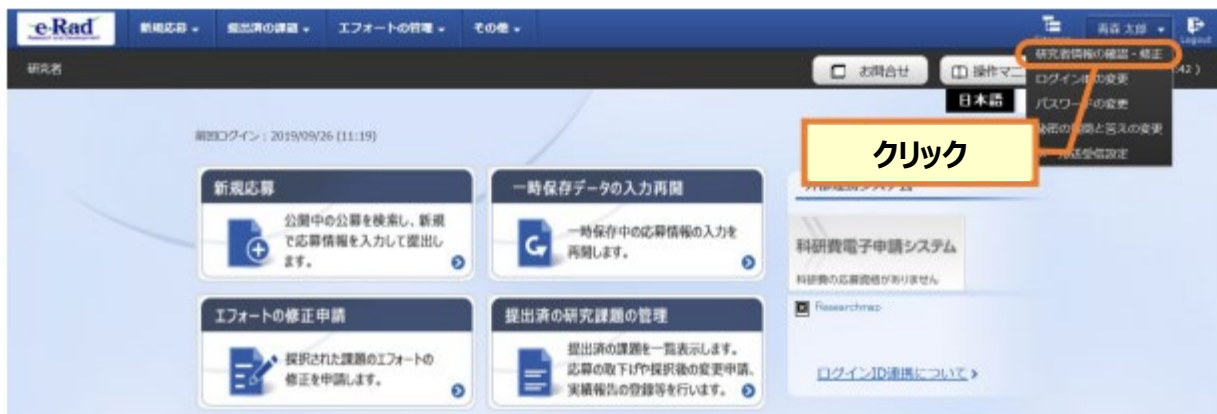 e-Rad
新規応募 提出済の課題 エフォートの管理 その他
青森 太郎 Logout
研究者
お問合せ 操作マニ
42 )
研究者情報の確認・修正
の変更
パスワードの変更
と答えの変更
受信設定
日本語
前回ログイン : 2019/09/26 (11:19)
クリック
新規応募
公開中の公募を検索し、新規
で応募情報を入力して提出し
ます。
一時保存データの入力再開
一時保存中の応募情報の入力を
再開します。
科研費電子申請システム
科研費の応募資格がありません
Researchmap
エフォートの修正申請
採択された課題のエフォートの
修正を申請します。
提出済の研究課題の管理
提出済の課題を一覧表示します。
応募の取下げや採択後の変更申請、
実績報告の登録等を行います。
ログインID連携について